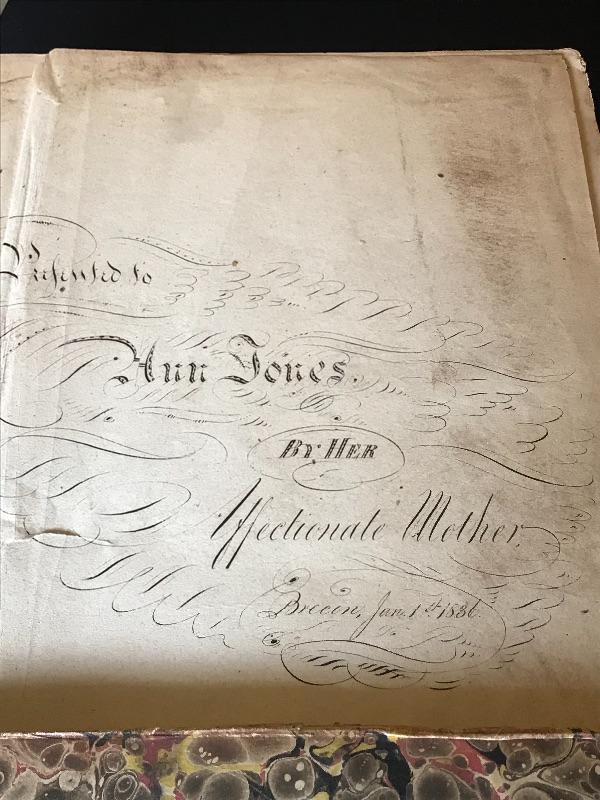 Presented to
Ann Jones.
BY HER
Affectionate Mother.
Brecon, Jan. 1st 1836.